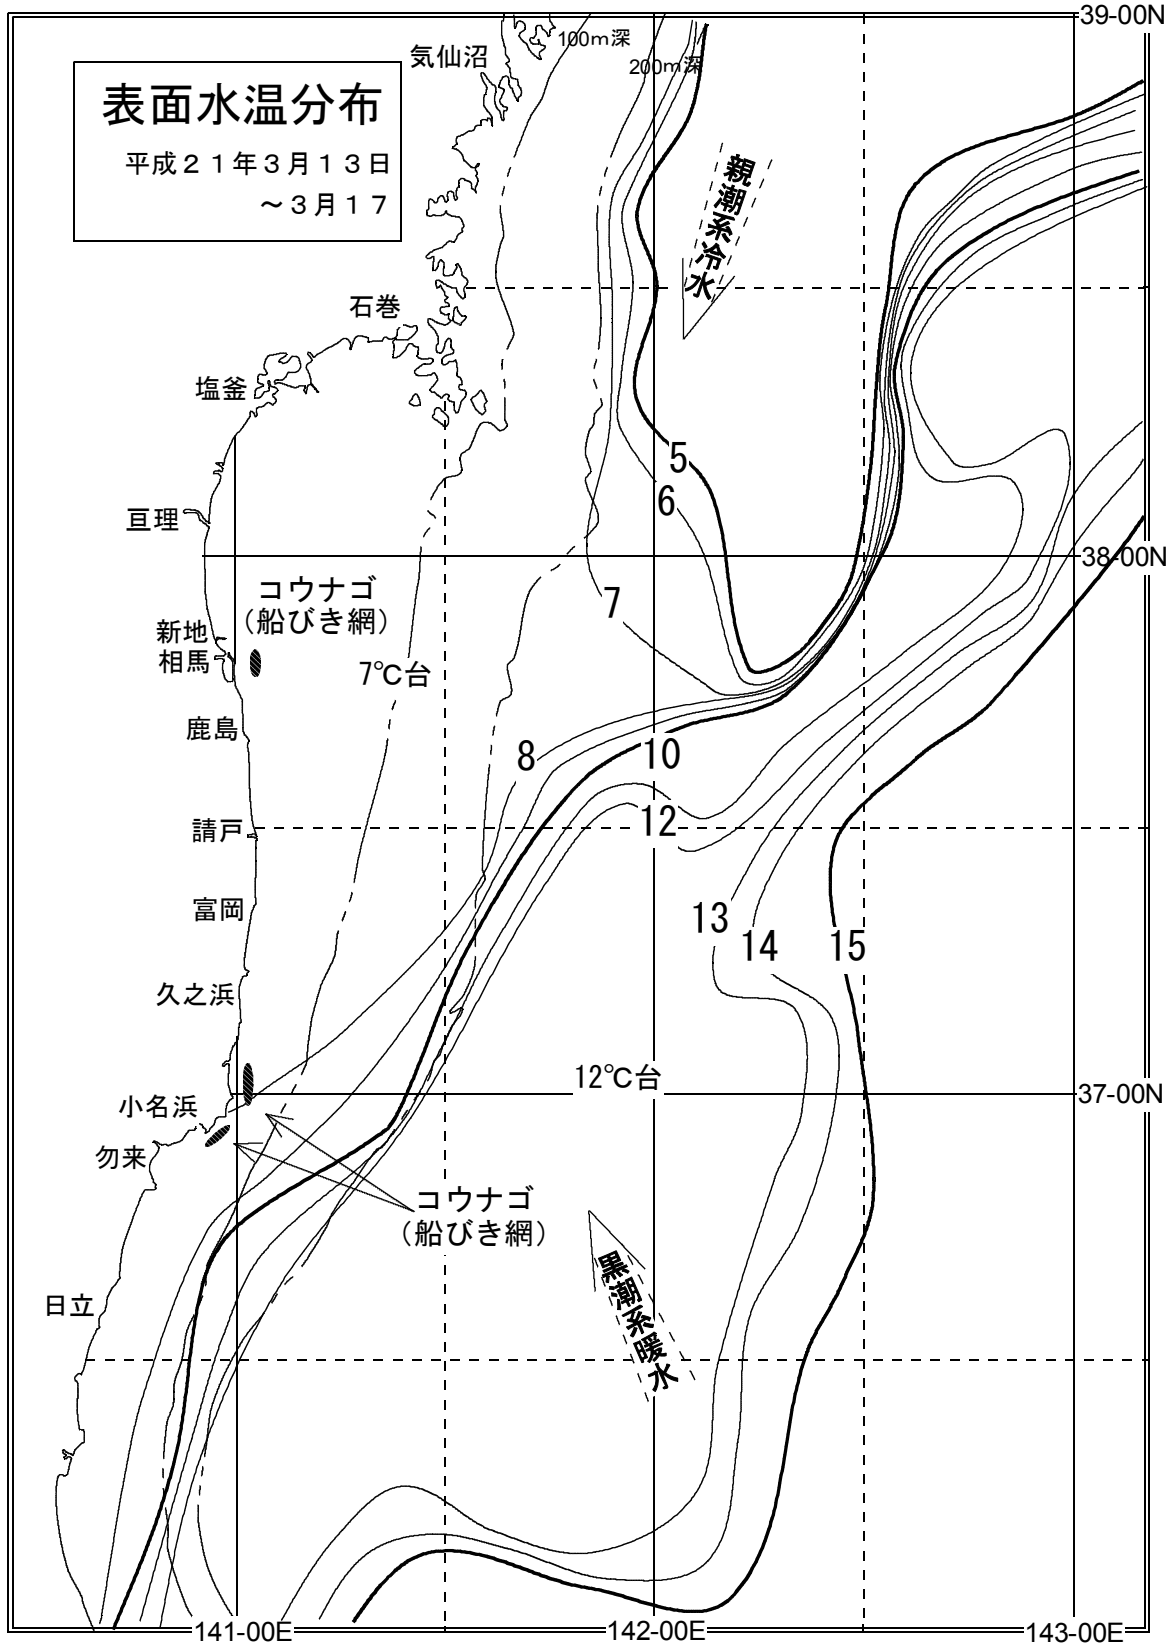 39-00N
100m深
気仙沼
200m深
表面水温分布
平成21年3月13日
~3月17
親潮系冷水
石巻
塩釜
5
6
亘理
38-00N
コウナゴ
(船びき網)
7
新地
相馬
7℃台
鹿島
8
10
12
請戸
富岡
13
14
15
久之浜
12℃台
37-00N
小名浜
勿来
コウナゴ
(船びき網)
黒潮系暖水
日立
141-00E
142-00E
143-00E